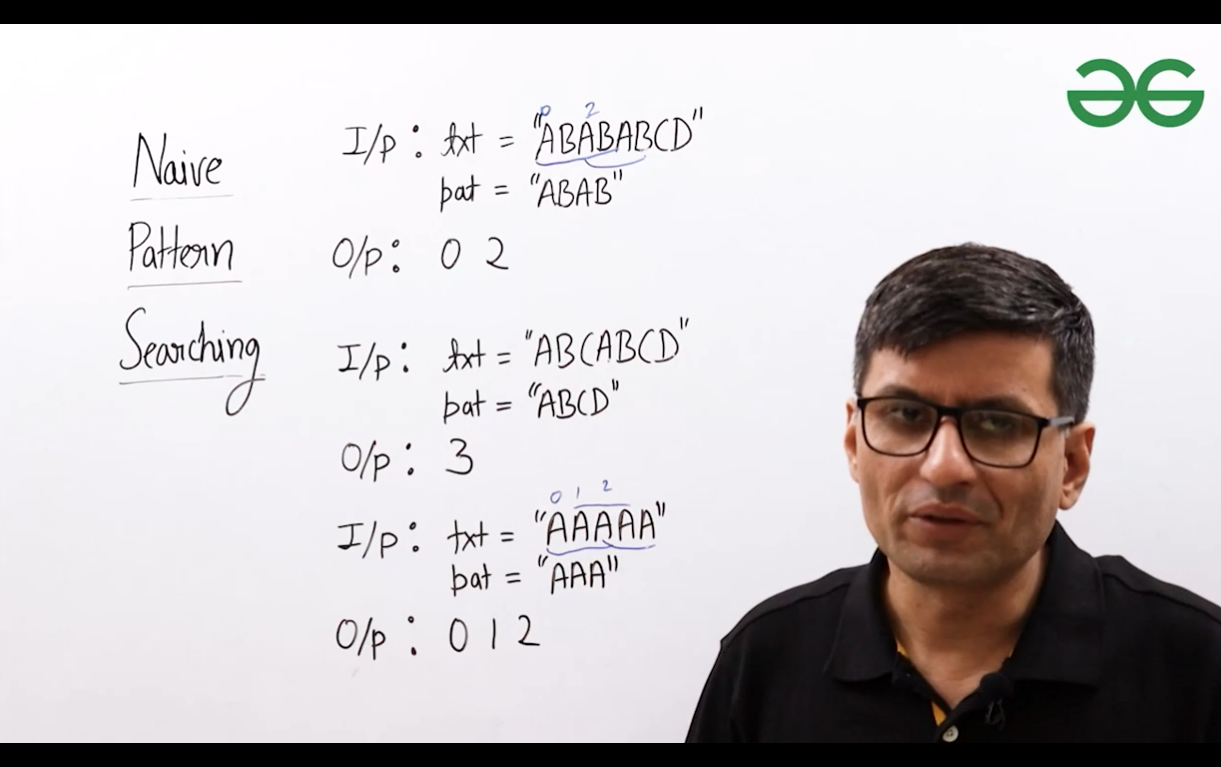 Naive
Pattern
Searching
I/p : txt = "ABABABCD"
0 2
pat = "ABAB"
O/p : 0 2
I/p : txt = "ABCABCD"
pat = "ABCD"
O/p : 3
0 1 2
I/p : txt = "AAAAA"
pat = "AAA"
O/p : 0 1 2